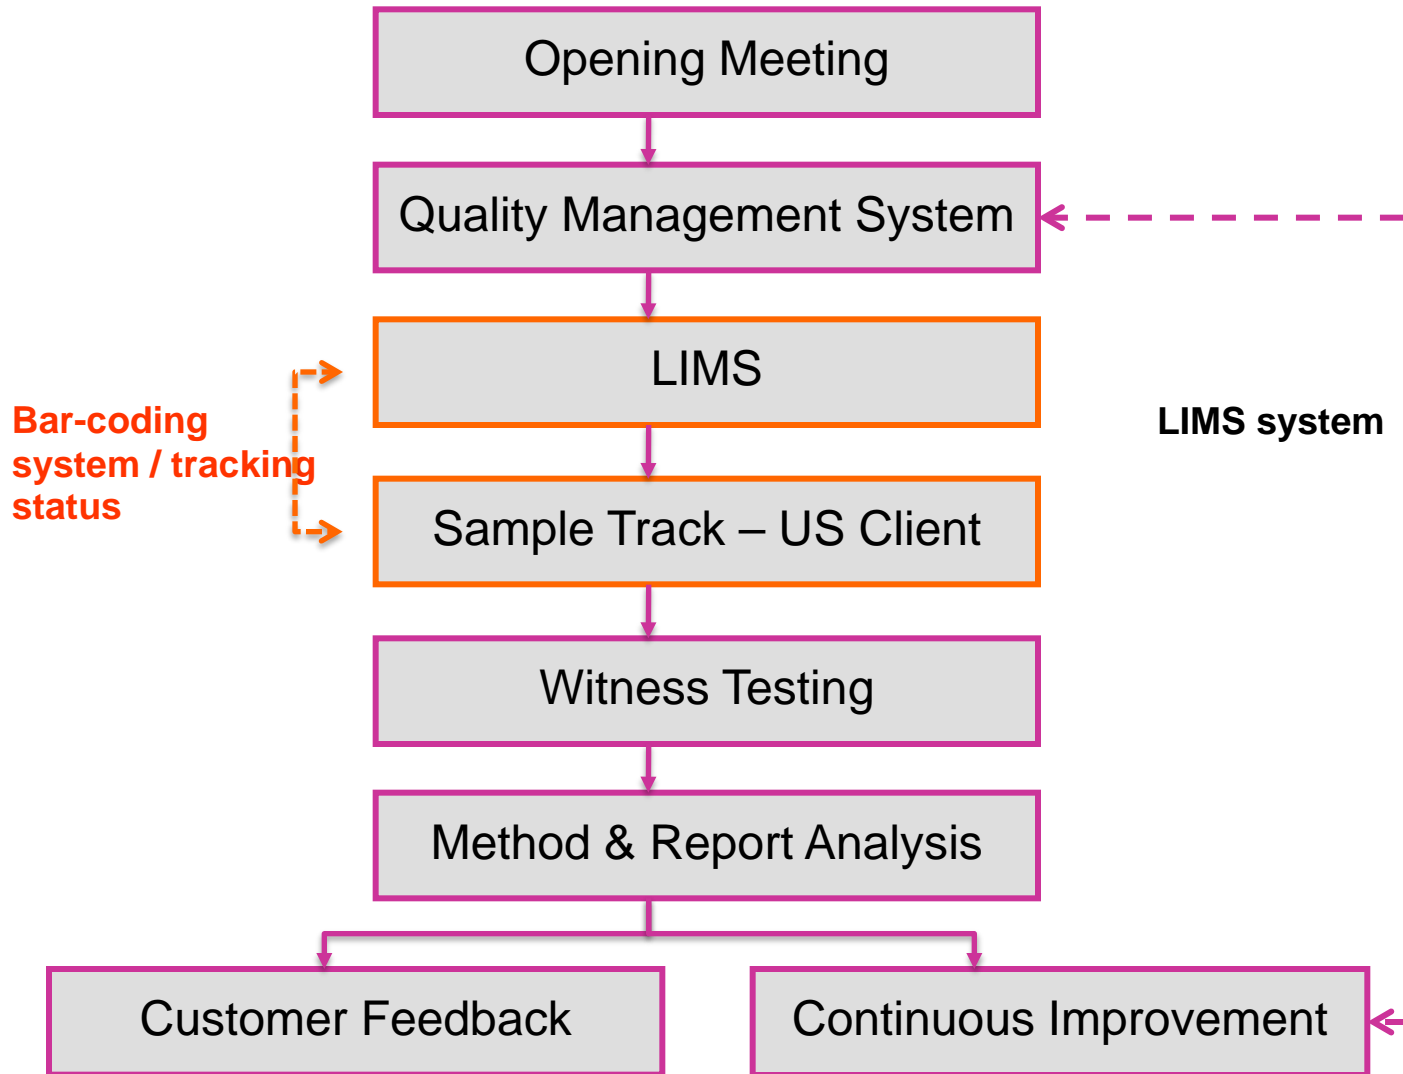 Opening Meeting
Quality Management System
LIMS
Bar-coding
system / tracking
status
LIMS system
Sample Track – US Client
Witness Testing
Method & Report Analysis
Customer Feedback
Continuous Improvement